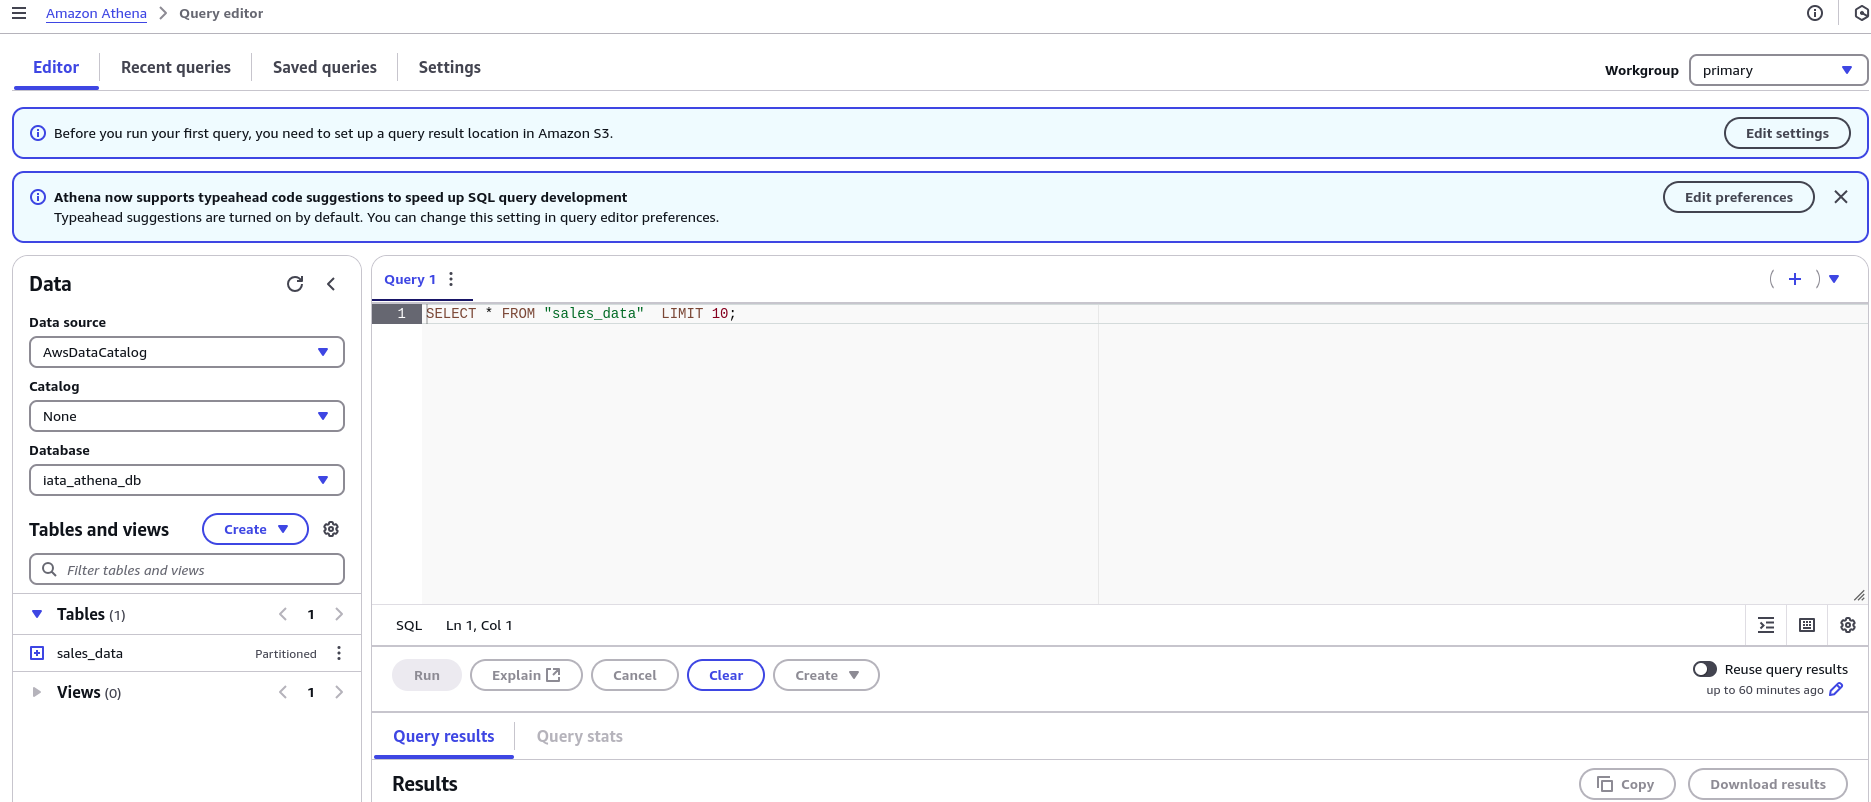 Amazon Athena > Query editor
Editor
Recent queries
Saved queries
Settings
Workgroup
primary
Before you run your first query, you need to set up a query result location in Amazon S3.
Edit settings
Athena now supports typeahead code suggestions to speed up SQL query development
Typeahead suggestions are turned on by default. You can change this setting in query editor preferences.
Edit preferences
Data
Data source
AwsDataCatalog
Catalog
None
Database
iata_athena_db
Tables and views
Create
Filter tables and views
Tables (1)
1
sales_data
Partitioned
Views (0)
1
Query 1
1
SELECT * FROM "sales_data"  LIMIT 10;
SQL
Ln 1, Col 1
Run
Explain
Cancel
Clear
Create
Reuse query results
up to 60 minutes ago
Query results
Query stats
Results
Copy
Download results